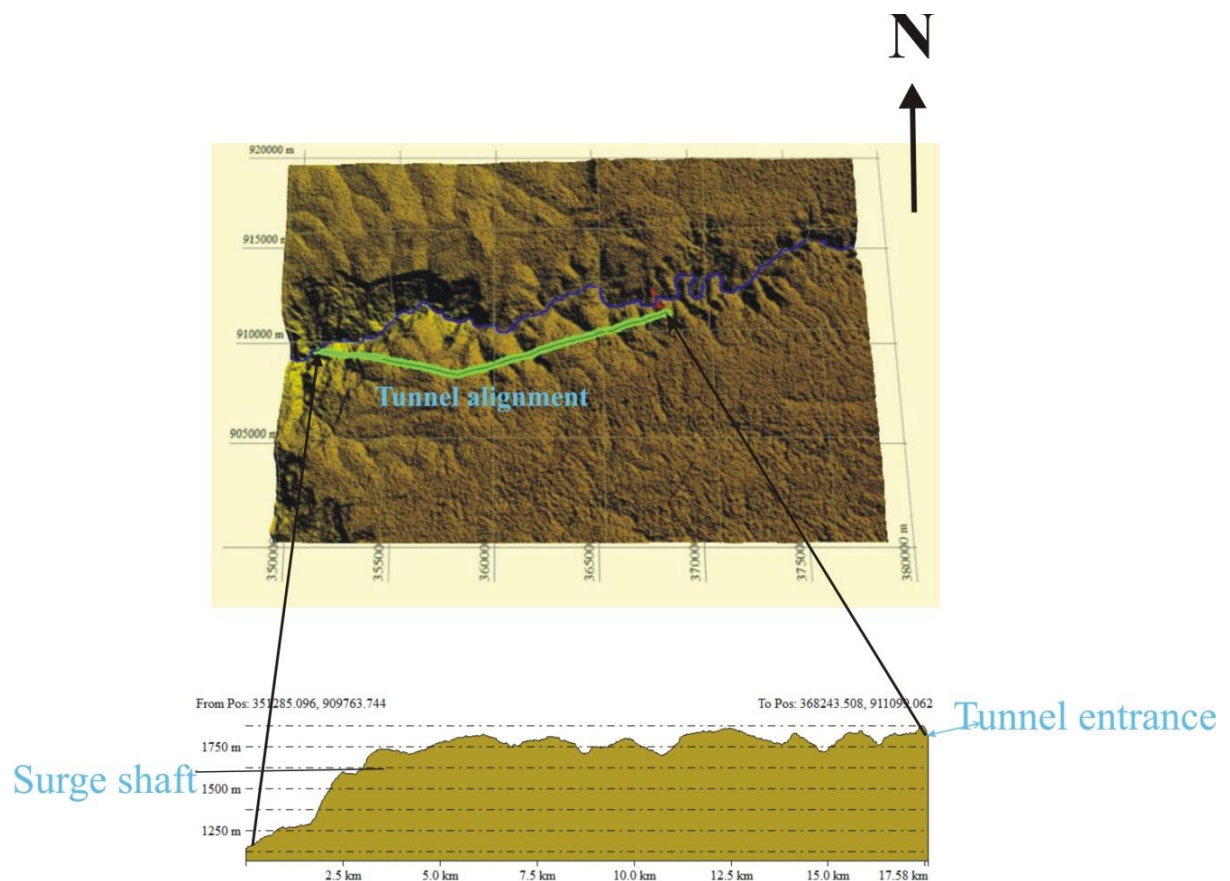 N
920000 m
915000 m
910000 m
905000 m
Tunnel alignment
350000
355000
360000
365000
370000
375000
380000 m
From Pos: 351285.096, 909763.744
To Pos: 368243.508, 911099.062
Tunnel entrance
1750 m
Surge shaft
1500 m
1250 m
2.5 km
5.0 km
7.5 km
10.0 km
12.5 km
15.0 km
17.58 km